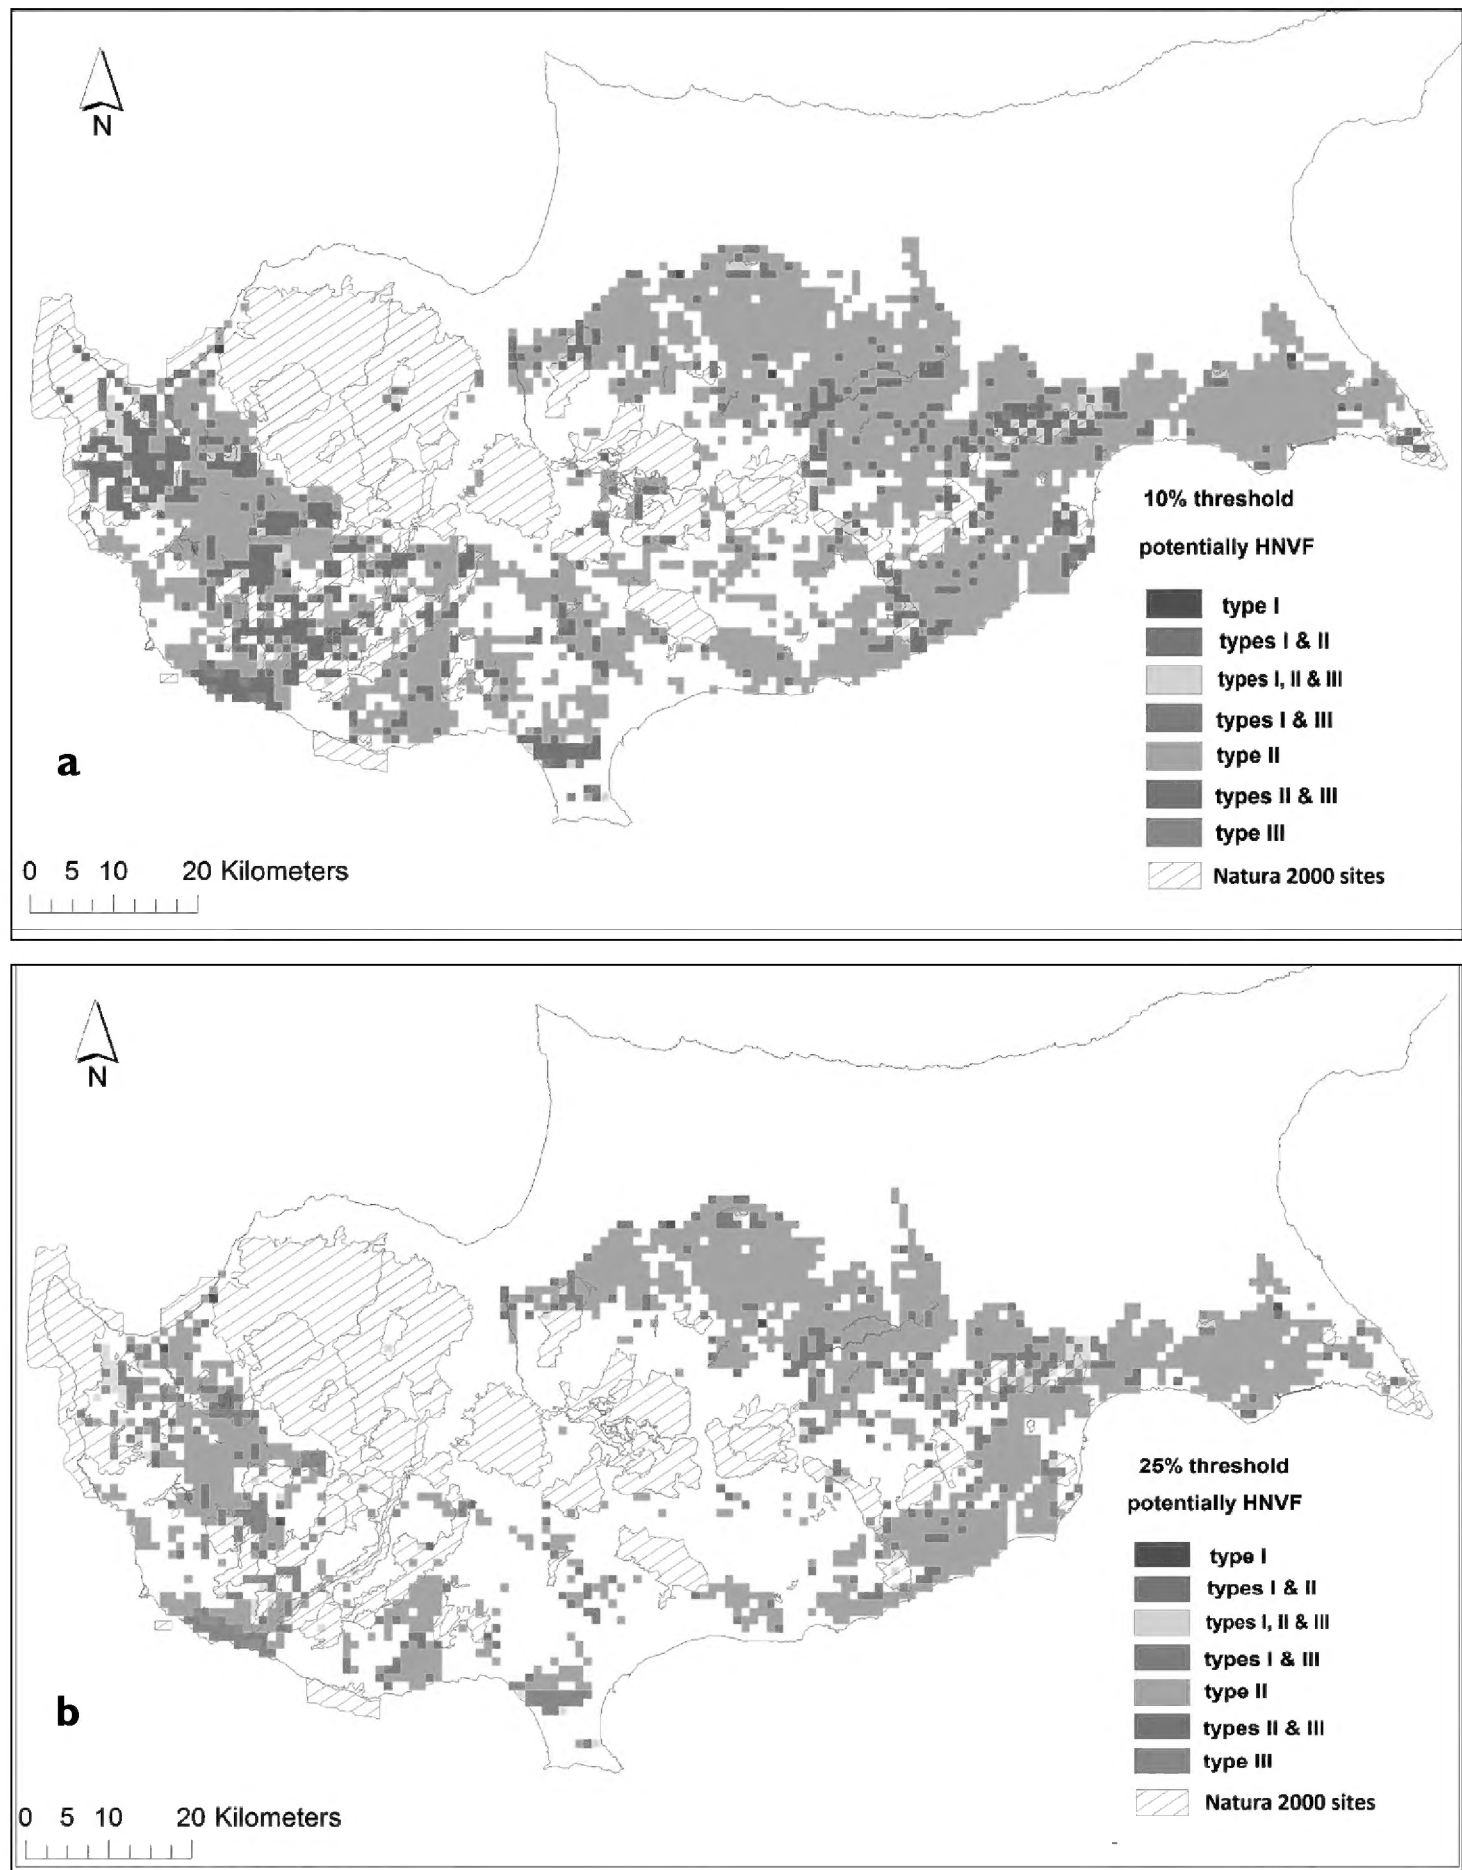 N
10% threshold
potentially HNVF
type I
types I & II
types I, II & III
types I & III
type II
types II & III
type III
Natura 2000 sites
a
0 5 10 20 Kilometers
N
25% threshold
potentially HNVF
type I
types I & II
types I, II & III
types I & III
type II
types II & III
type III
Natura 2000 sites
b
0 5 10 20 Kilometers